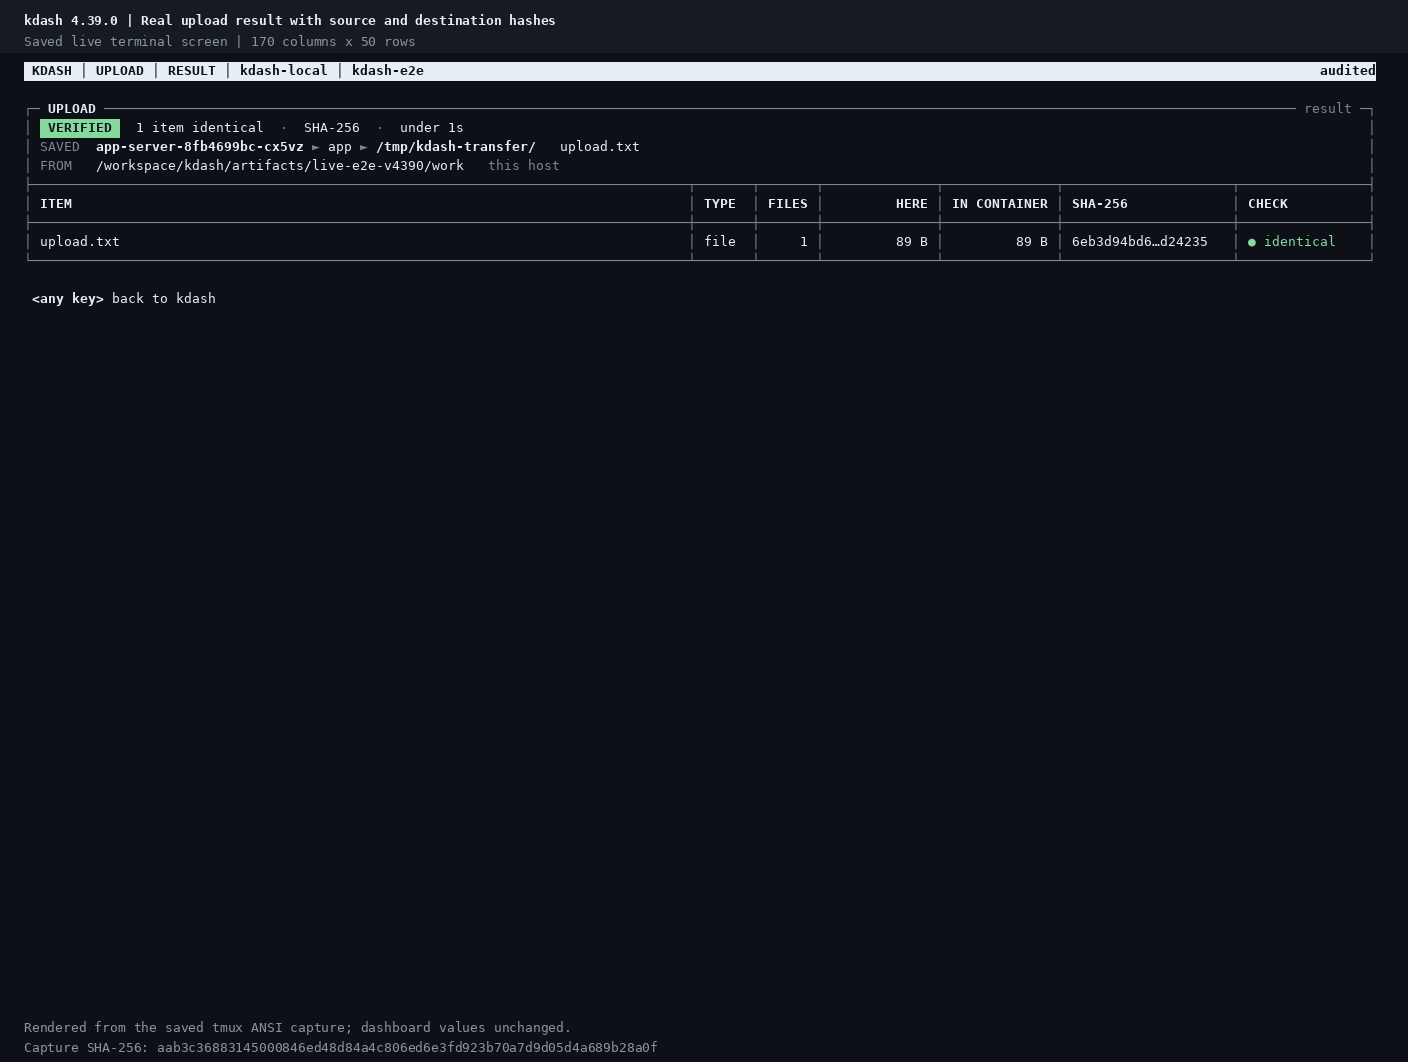 kdash 4.39.0 | Real upload result with source and destination hashes
Saved live terminal screen | 170 columns x 50 rows
KDASH │ UPLOAD │ RESULT │ kdash-local │ kdash-e2e audited
UPLOAD result
VERIFIED 1 item identical · SHA-256 · under 1s
SAVED app-server-8fb4699bc-cx5vz ► app ► /tmp/kdash-transfer/ upload.txt
FROM /workspace/kdash/artifacts/live-e2e-v4390/work this host
ITEM │ TYPE │ FILES │ HERE │ IN CONTAINER │ SHA-256 │ CHECK
upload.txt │ file │ 1 │ 89 B │ 89 B │ 6eb3d94bd6…d24235 │ ● identical
<any key> back to kdash
Rendered from the saved tmux ANSI capture; dashboard values unchanged.
Capture SHA-256: aab3c36883145000846ed48d84a4c806ed6e3fd923b70a7d9d05d4a689b28a0f